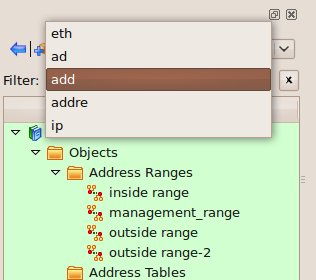 eth
ad
add
addre
ip
Filter:
Objects
Address Ranges
inside range
management_range
outside range
outside range-2
Address Tables